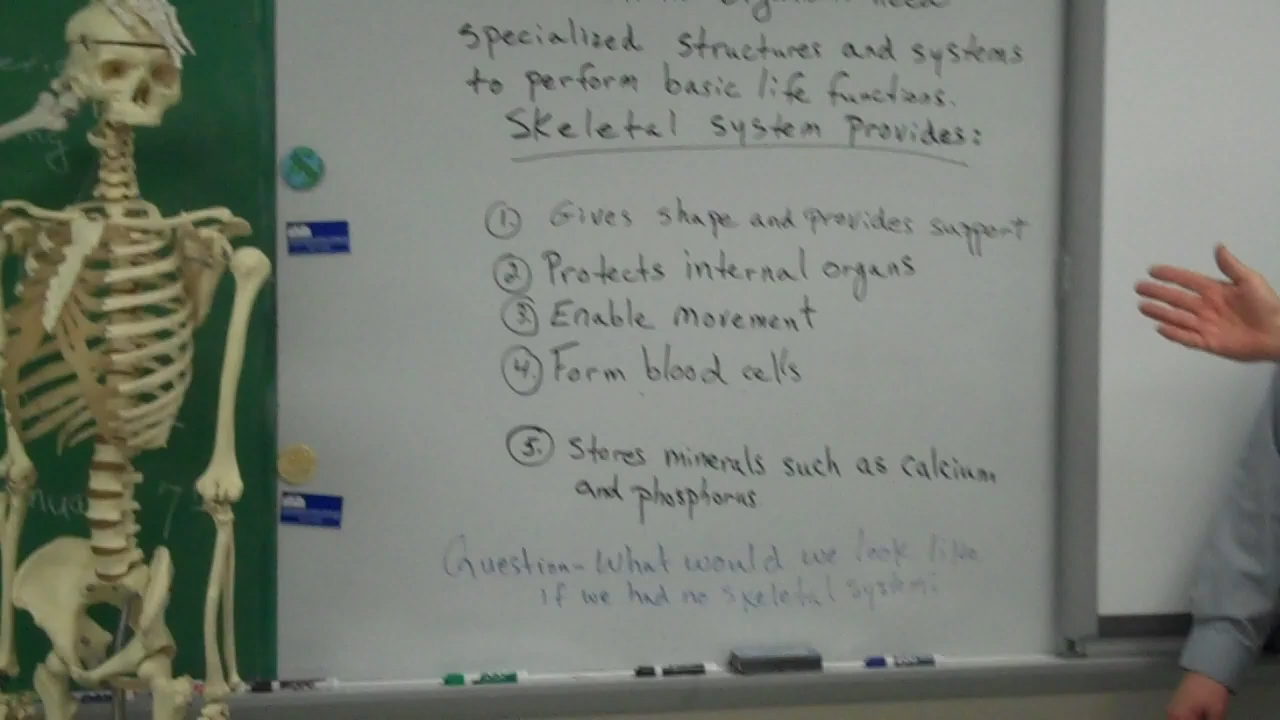 need
specialized structures and systems
to perform basic life functions.
Skeletal system Provides:
1. Gives shape and provides support
2. Protects internal organs
3. Enable movement
4. Form blood cells
5. Stores minerals such as calcium
and phosphorus
Question- What would we look like
if we had no skeletal system?